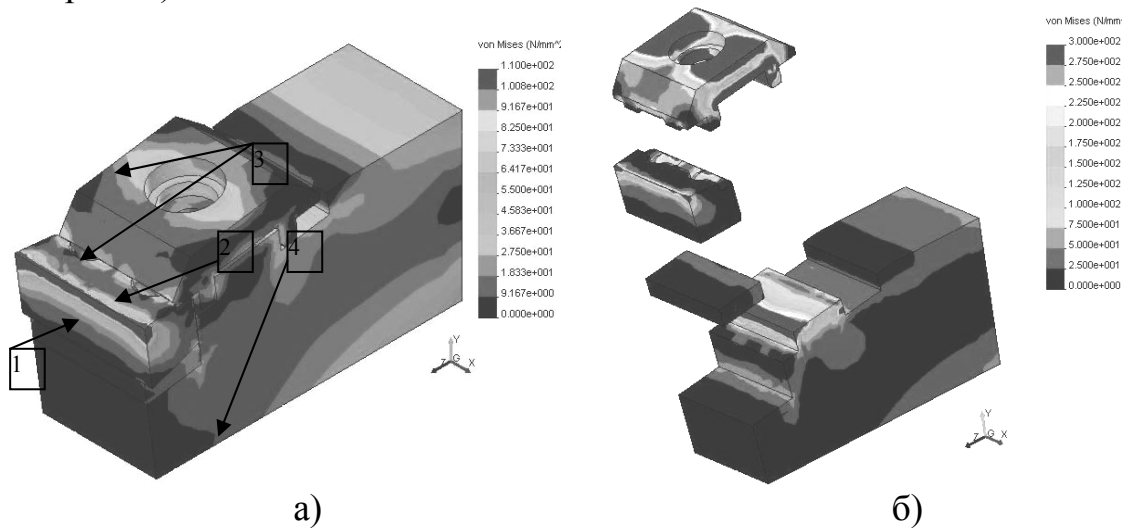 von Mises (N/mm^2
1.100e+002
1.008e+002
9.167e+001
8.250e+001
7.333e+001
6.417e+001
5.500e+001
4.583e+001
3.667e+001
2.750e+001
1.833e+001
9.167e+000
0.000e+000
3
2
4
1
Y
Z
G
X
а)
von Mises (N/mm
3.000e+002
2.750e+002
2.500e+002
2.250e+002
2.000e+002
1.750e+002
1.500e+002
1.250e+002
1.000e+002
7.500e+001
5.000e+001
2.500e+001
0.000e+000
Y
Z
G
X
б)